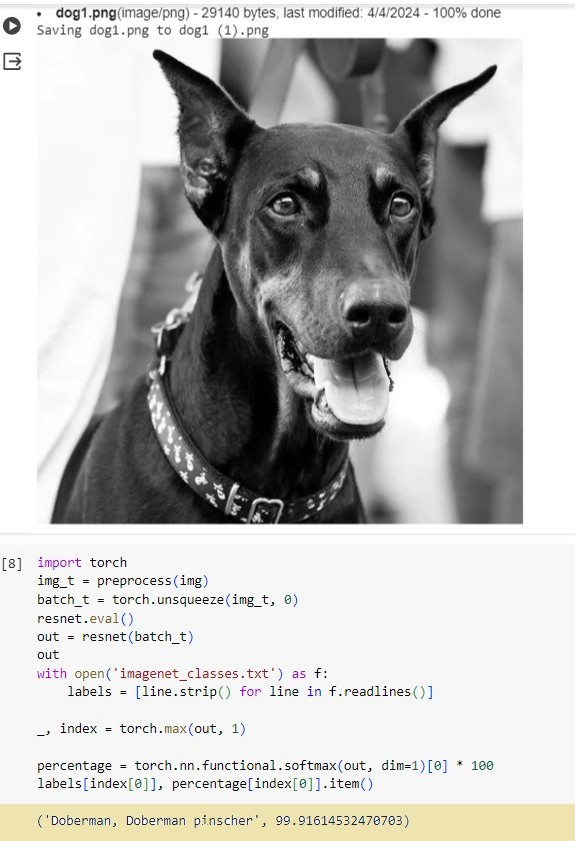 • dog1.png(image/png) - 29140 bytes, last modified: 4/4/2024 - 100% done
Saving dog1.png to dog1 (1).png
[8] import torch
img_t = preprocess(img)
batch_t = torch.unsqueeze(img_t, 0)
resnet.eval()
out = resnet(batch_t)
out
with open('imagenet_classes.txt') as f:
    labels = [line.strip() for line in f.readlines()]
_, index = torch.max(out, 1)
percentage = torch.nn.functional.softmax(out, dim=1)[0] * 100
labels[index[0]], percentage[index[0]].item()
('Doberman, Doberman pinscher', 99.91614532470703)